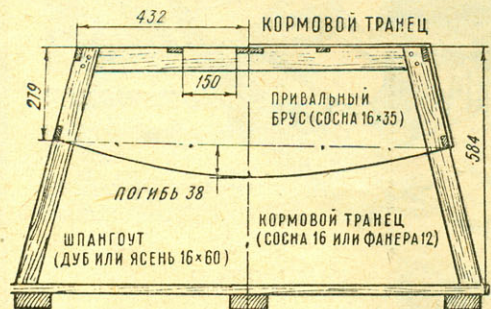 432
КОРМОВОЙ ТРАНЕЦ
279
150
ПРИВАЛЬНЫЙ
БРУС (СОСНА 16×35)
584
ПОГИБЬ 38
ШПАНГОУТ
(ДУБ ИЛИ ЯСЕНЬ 16×60)
КОРМОВОЙ ТРАНЕЦ
(СОСНА 16 ИЛИ ФАНЕРА 12)